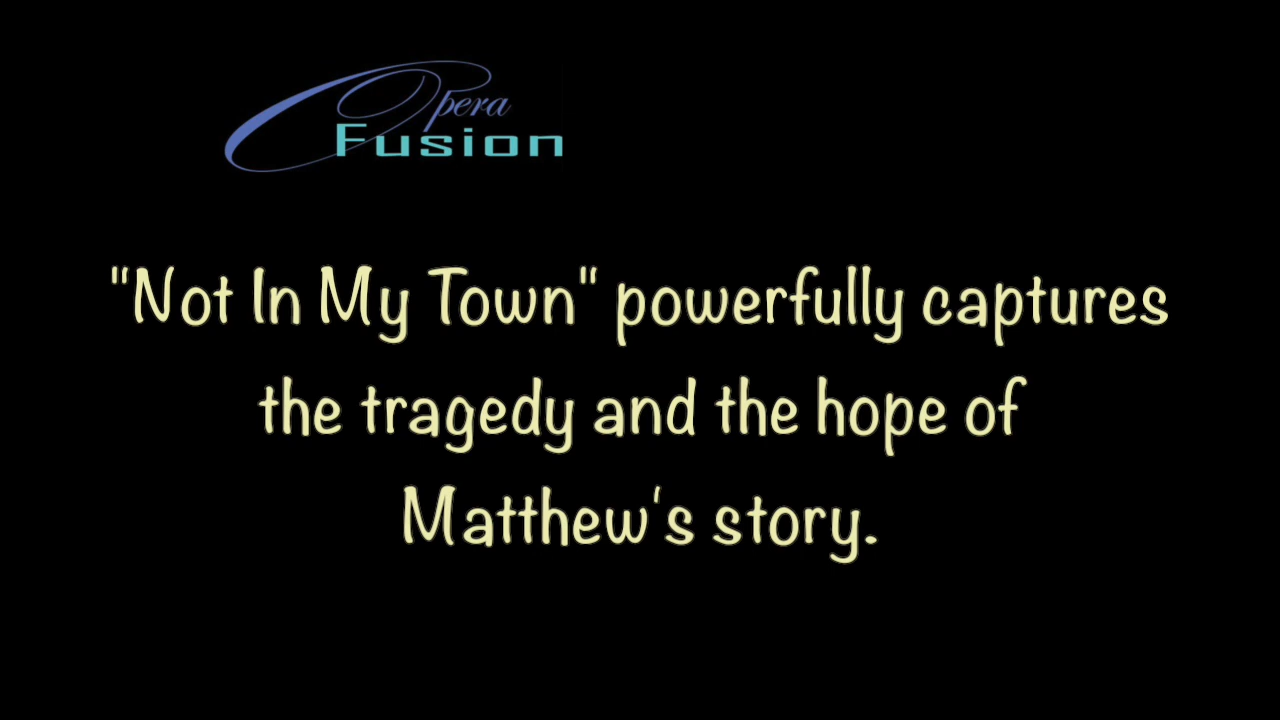 Opera
Fusion
"Not In My Town" powerfully captures
the tragedy and the hope of
Matthew's story.